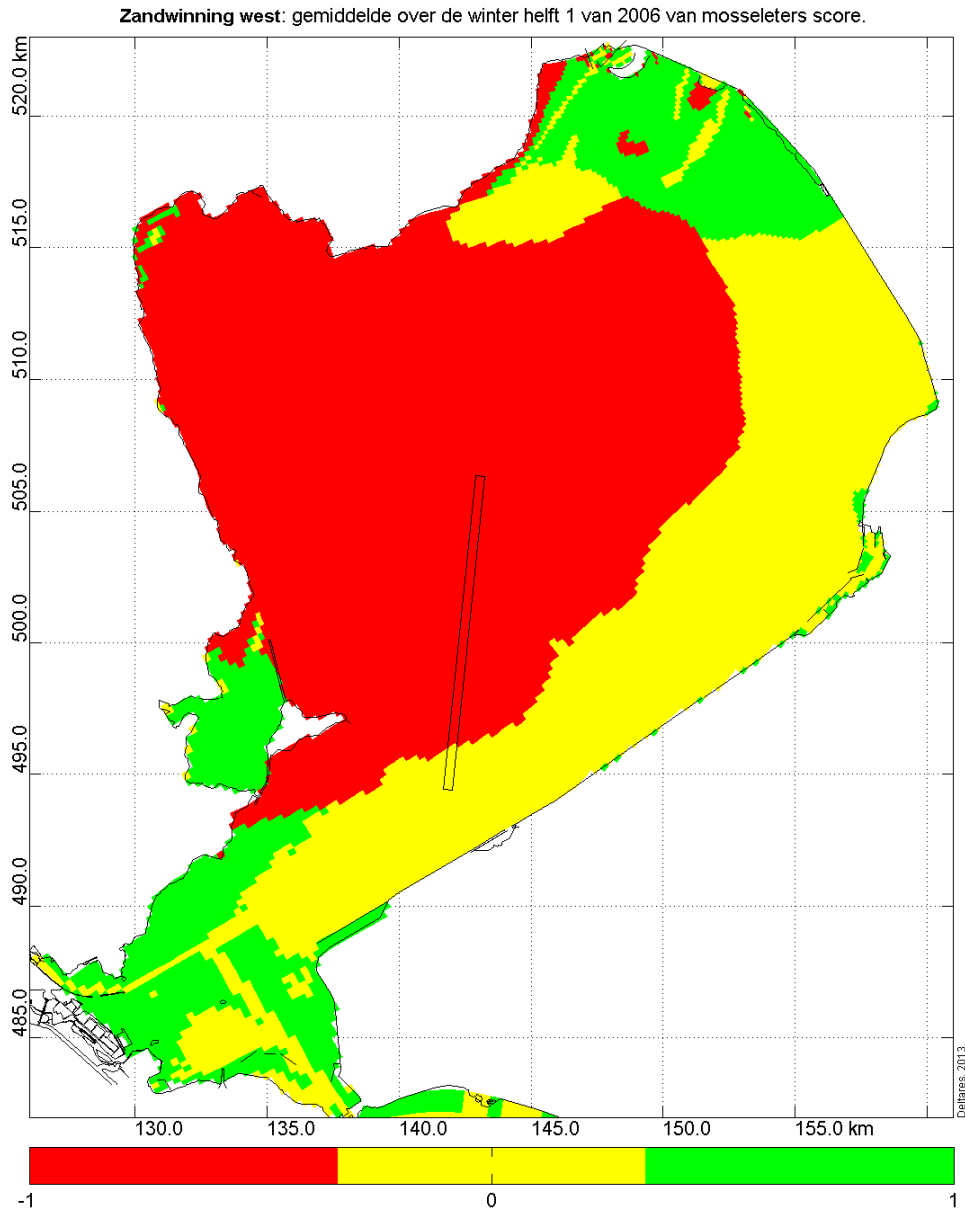 Zandwinning west: gemiddelde over de winter helft 1 van 2006 van mosseleters score.
520.0 km
515.0
510.0
505.0
500.0
495.0
490.0
485.0
130.0 135.0 140.0 145.0 150.0 155.0 km
Deltares, 2013.
-1 0 1